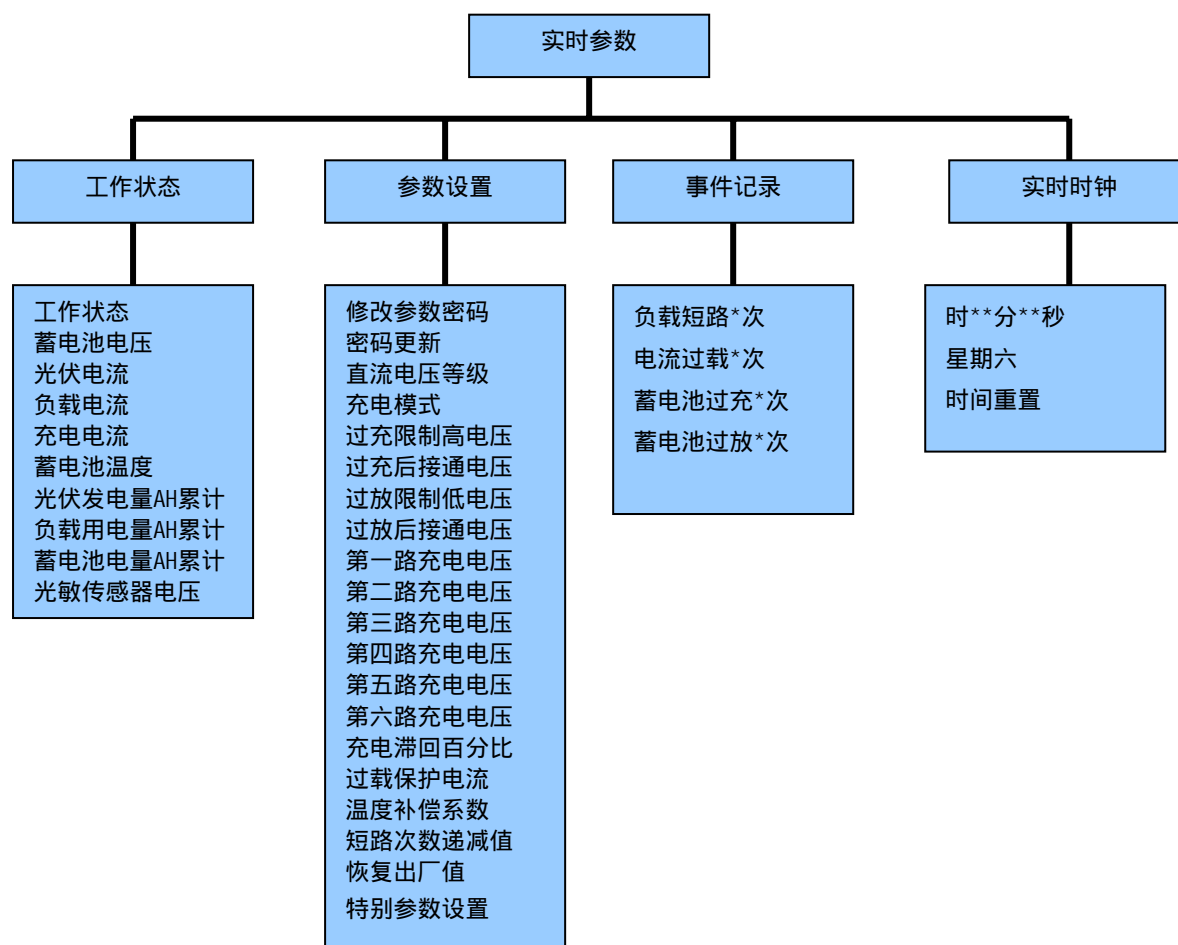 实时参数
工作状态
参数设置
事件记录
实时时钟
工作状态
蓄电池电压
光伏电流
负载电流
充电电流
蓄电池温度
光伏发电量AH累计
负载用电量AH累计
蓄电池电量AH累计
光敏传感器电压
修改参数密码
密码更新
直流电压等级
充电模式
过充限制高电压
过充后接通电压
过放限制低电压
过放后接通电压
第一路充电电压
第二路充电电压
第三路充电电压
第四路充电电压
第五路充电电压
第六路充电电压
充电滞回百分比
过载保护电流
温度补偿系数
短路次数递减值
恢复出厂值
特别参数设置
负载短路*次
电流过载*次
蓄电池过充*次
蓄电池过放*次
时**分**秒
星期六
时间重置